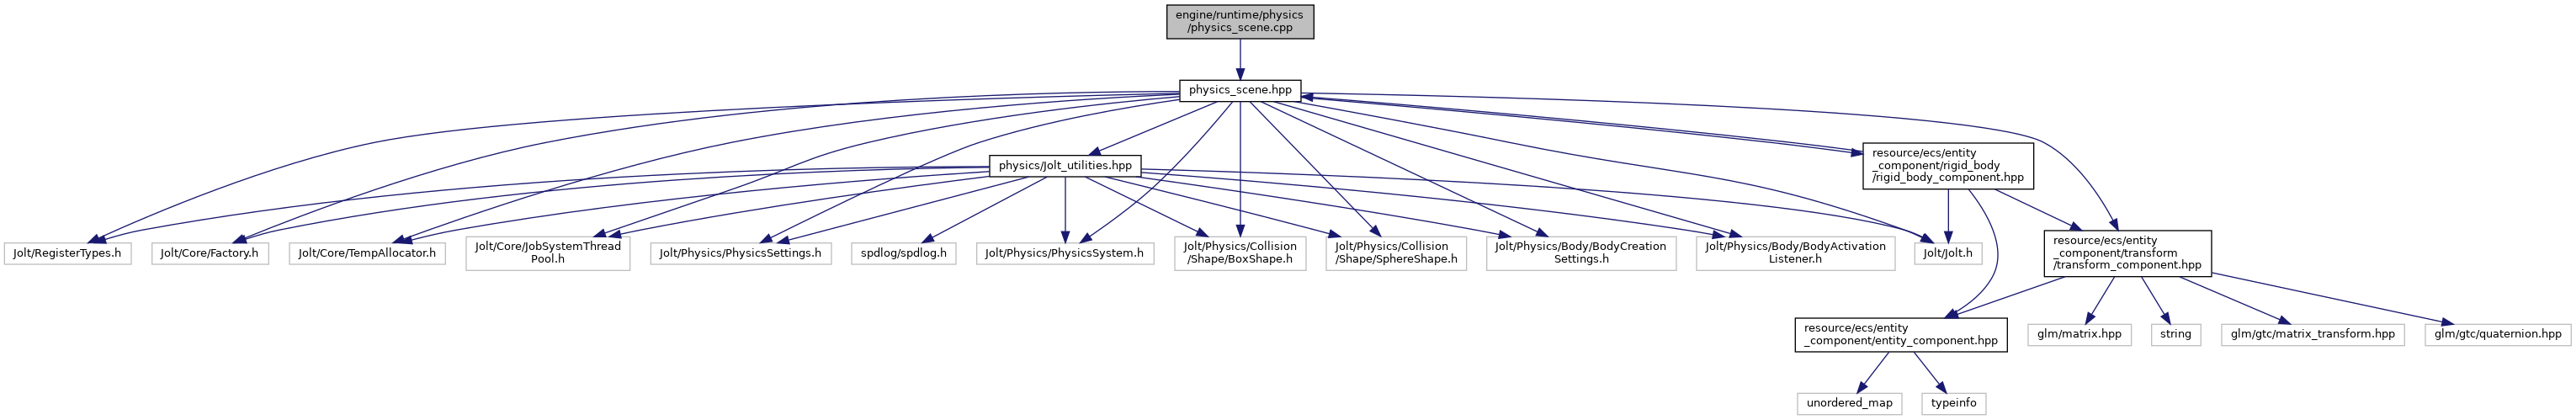 engine/runtime/physics
/physics_scene.cpp
physics_scene.hpp
resource/ecs/entity
_component/rigid_body
/rigid_body_component.hpp
physics/Jolt_utilities.hpp
Jolt/RegisterTypes.h
Jolt/Core/Factory.h
Jolt/Core/TempAllocator.h
Jolt/Core/JobSystemThread
Pool.h
Jolt/Physics/PhysicsSettings.h
spdlog/spdlog.h
Jolt/Physics/PhysicsSystem.h
Jolt/Physics/Collision
/Shape/BoxShape.h
Jolt/Physics/Collision
/Shape/SphereShape.h
Jolt/Physics/Body/BodyCreation
Settings.h
Jolt/Physics/Body/BodyActivation
Listener.h
Jolt/Jolt.h
resource/ecs/entity
_component/transform
/transform_component.hpp
resource/ecs/entity
_component/entity_component.hpp
glm/matrix.hpp
string
glm/gtc/matrix_transform.hpp
glm/gtc/quaternion.hpp
unordered_map
typeinfo